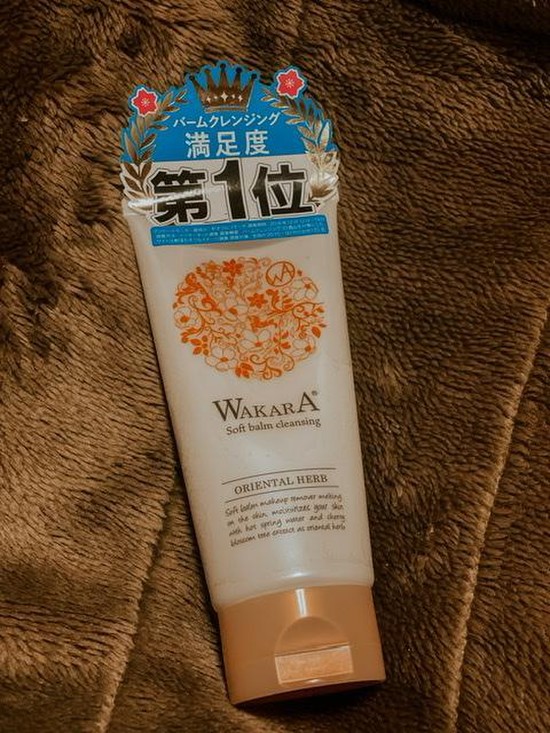 バームクレンジング
満足度
第1位
WA
WAKARA®
Soft balm cleansing
ORIENTAL HERB
Soft balm makeup remover melting
on the skin, moisturizes your skin
with hot spring water and cherry
blossom tree extract as oriental herb